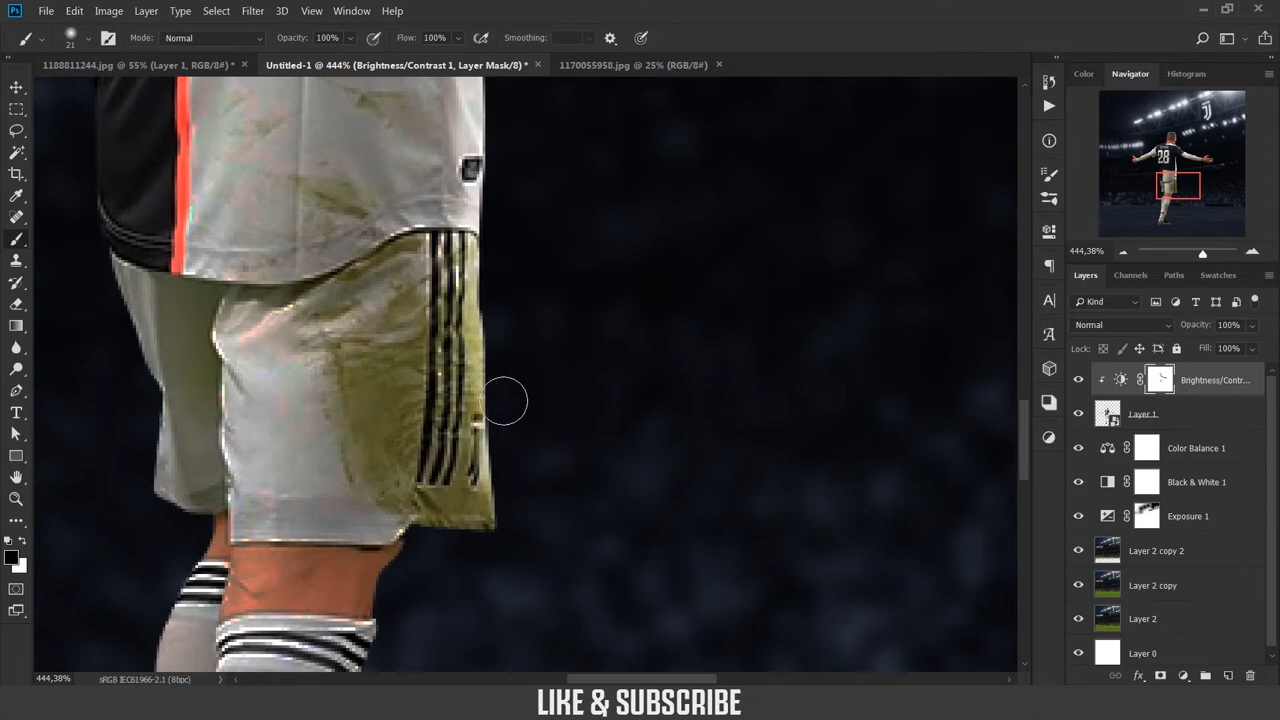 Ps File Edit Image Layer Type Select Filter 3D View Window Help
21 Mode: Normal Opacity: 100% Flow: 100% Smoothing:
1188811244.jpg @ 55% (Layer 1, RGB/8#) * × Untitled-1 @ 444% (Brightness/Contrast 1, Layer Mask/8) * × 1170055958.jpg @ 25% (RGB/8#) ×
Color Navigator Histogram
28
444,38%
Layers Channels Paths Swatches
Kind
Normal Opacity: 100%
Lock: Fill: 100%
Brightness/Contr...
Layer 1
Color Balance 1
Black & White 1
Exposure 1
Layer 2 copy 2
Layer 2 copy
Layer 2
Layer 0
444,38% sRGB IEC61966-2.1 (8bpc)
LIKE & SUBSCRIBE